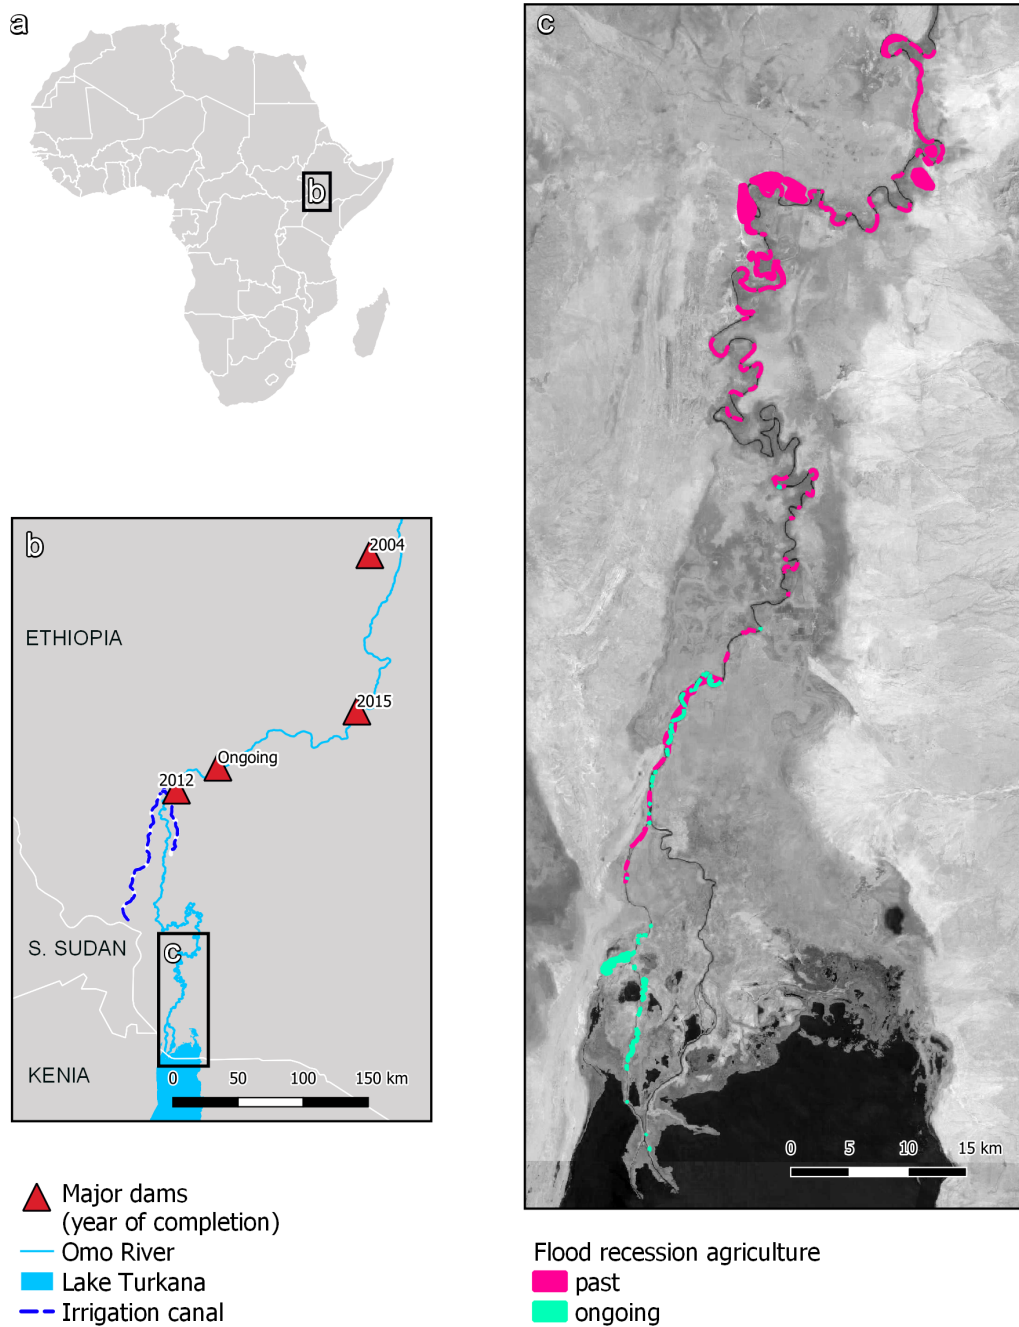 a
b
c
b
2004
ETHIOPIA
2015
Ongoing
2012
S. SUDAN
c
KENIA
0 50 100 150 km
0 5 10 15 km
Major dams
(year of completion)
Omo River
Lake Turkana
Irrigation canal
Flood recession agriculture
past
ongoing